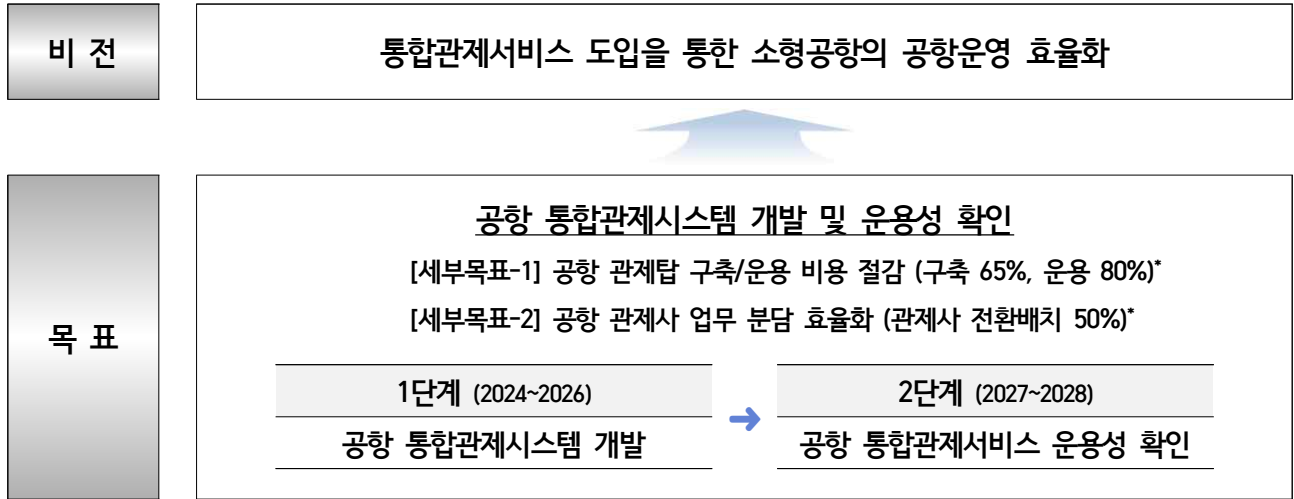 비 전
통합관제서비스 도입을 통한 소형공항의 공항운영 효율화
목 표
공항 통합관제시스템 개발 및 운용성 확인
[세부목표-1] 공항 관제탑 구축/운용 비용 절감 (구축 65%, 운용 80%)*
[세부목표-2] 공항 관제사 업무 분담 효율화 (관제사 전환배치 50%)*
1단계 (2024~2026)
공항 통합관제시스템 개발
➜
2단계 (2027~2028)
공항 통합관제서비스 운용성 확인